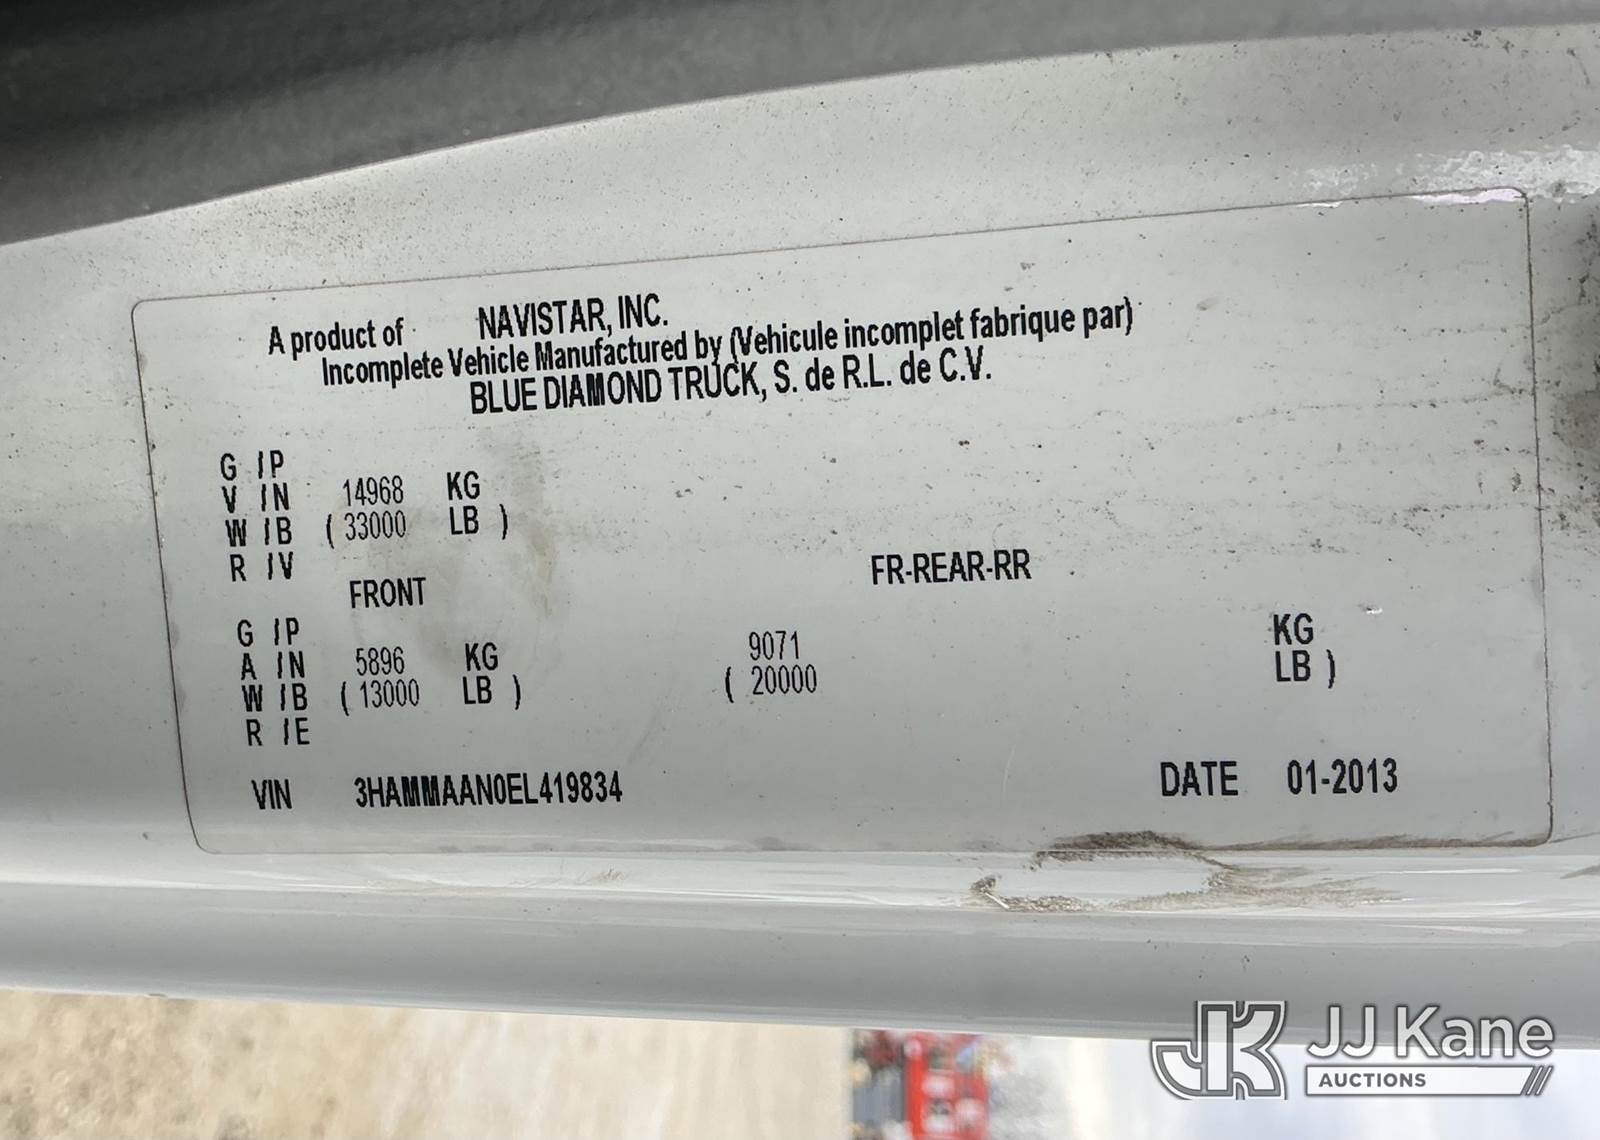 A product of NAVISTAR, INC.
Incomplete Vehicle Manufactured by (Vehicule incomplet fabrique par)
BLUE DIAMOND TRUCK, S. de R.L. de C.V.
G / P
V / N 14968 KG
W / B ( 33000 LB )
R / V
FRONT FR-REAR-RR
G / P
A / N 5896 KG 9071 KG
W / B ( 13000 LB ) ( 20000 LB )
R / E
VIN 3HAMMAAN0EL419834 DATE 01-2013
JK JJ Kane
AUCTIONS